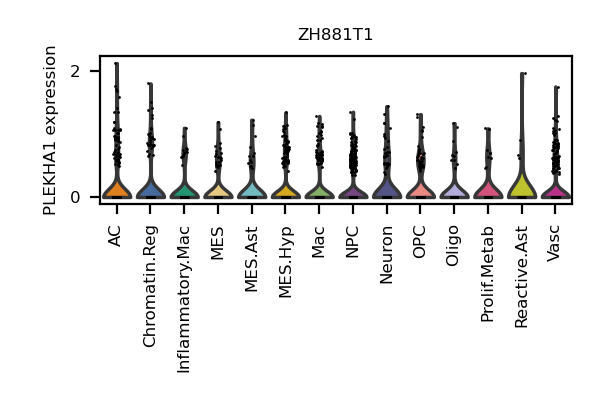 ZH881T1
PLEKHA1 expression
2
0
AC
Chromatin.Reg
Inflammatory.Mac
MES
MES.Ast
MES.Hyp
Mac
NPC
Neuron
OPC
Oligo
Prolif.Metab
Reactive.Ast
Vasc